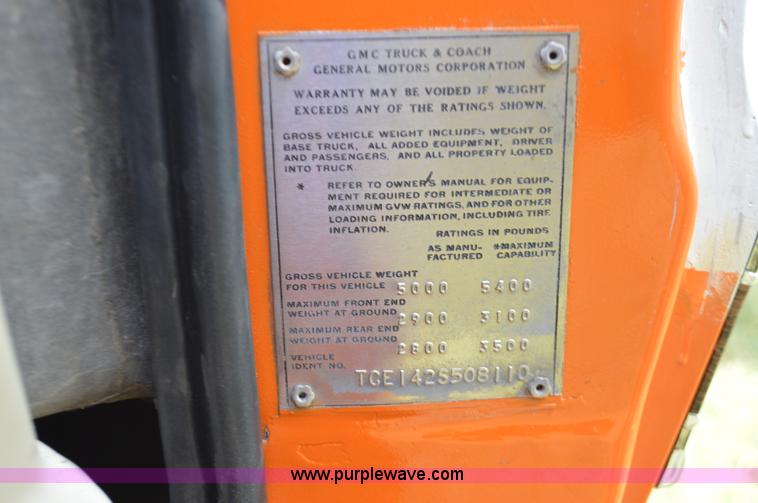 GMC TRUCK & COACH
GENERAL MOTORS CORPORATION
WARRANTY MAY BE VOIDED IF WEIGHT
EXCEEDS ANY OF THE RATINGS SHOWN.
GROSS VEHICLE WEIGHT INCLUDES WEIGHT OF
BASE TRUCK, ALL ADDED EQUIPMENT, DRIVER
AND PASSENGERS, AND ALL PROPERTY LOADED
INTO TRUCK.
* REFER TO OWNER'S MANUAL FOR EQUIP-
MENT REQUIRED FOR INTERMEDIATE OR
MAXIMUM GVW RATINGS, AND FOR OTHER
LOADING INFORMATION, INCLUDING TIRE
INFLATION.
RATINGS IN POUNDS
AS MANU- *MAXIMUM
FACTURED CAPABILITY
GROSS VEHICLE WEIGHT
FOR THIS VEHICLE 5000 5400
MAXIMUM FRONT END
WEIGHT AT GROUND 2900 3100
MAXIMUM REAR END
WEIGHT AT GROUND 2800 3500
VEHICLE
IDENT NO. TGE142S508110
www.purplewave.com